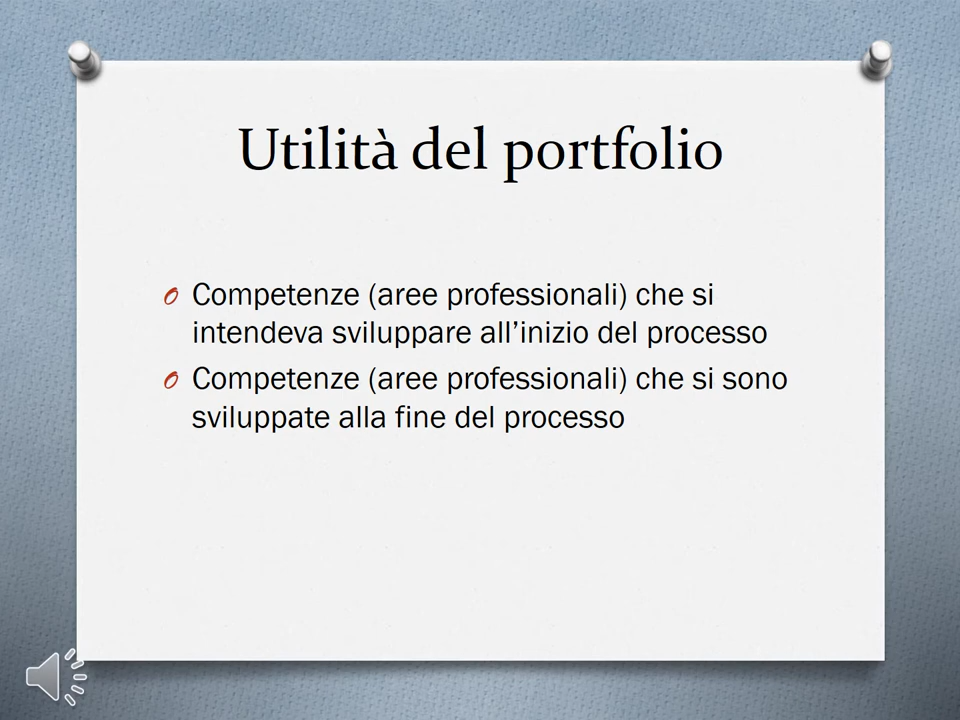 Utilità del portfolio
Competenze (aree professionali) che si
intendeva sviluppare all’inizio del processo
Competenze (aree professionali) che si sono
sviluppate alla fine del processo